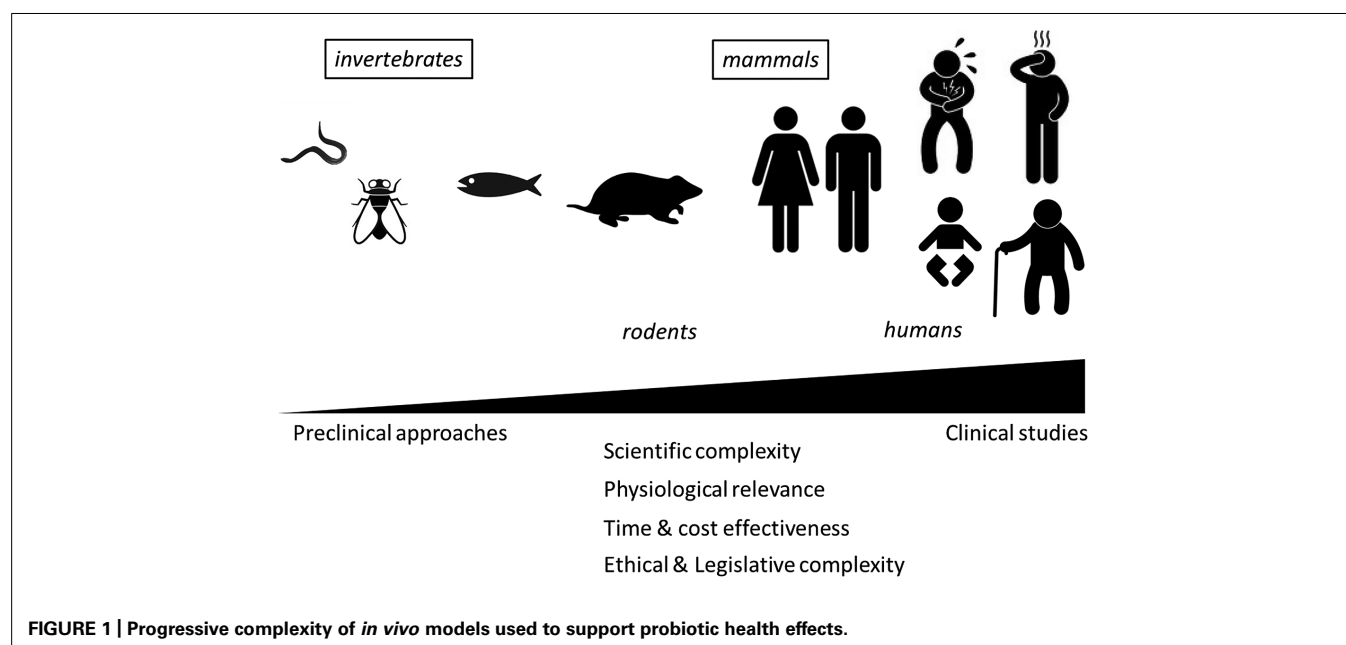 invertebrates
mammals
rodents
humans
Preclinical approaches
Clinical studies
Scientific complexity
Physiological relevance
Time & cost effectiveness
Ethical & Legislative complexity
FIGURE 1 | Progressive complexity of in vivo models used to support probiotic health effects.